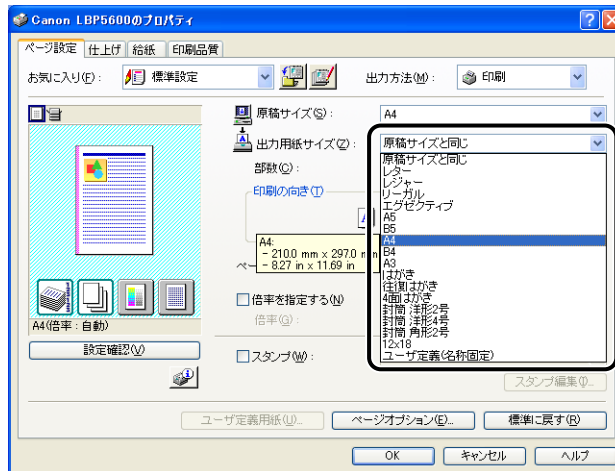 Canon LBP5600のプロパティ
ページ設定 仕上げ 給紙 印刷品質
お気に入り(F): 標準設定 出力方法(M): 印刷
原稿サイズ(S): A4
出力用紙サイズ(Z): 原稿サイズと同じ
原稿サイズと同じ
レター
レジャー
リーガル
エグゼクティブ
A5
B5
A4
B4
A3
はがき
往復はがき
4面はがき
封筒 洋形2号
封筒 洋形4号
封筒 角形2号
12x18
ユーザ定義(名称固定)
部数(C):
印刷の向き(T)
A
A4:
- 210.0 mm x 297.0 mm
- 8.27 in x 11.69 in
ペー
倍率を指定する(N)
倍率(G):
A4(倍率:自動)
設定確認(V)
スタンプ(W):
スタンプ編集(I)...
ユーザ定義用紙(U)... ページオプション(E)... 標準に戻す(R)
OK キャンセル ヘルプ